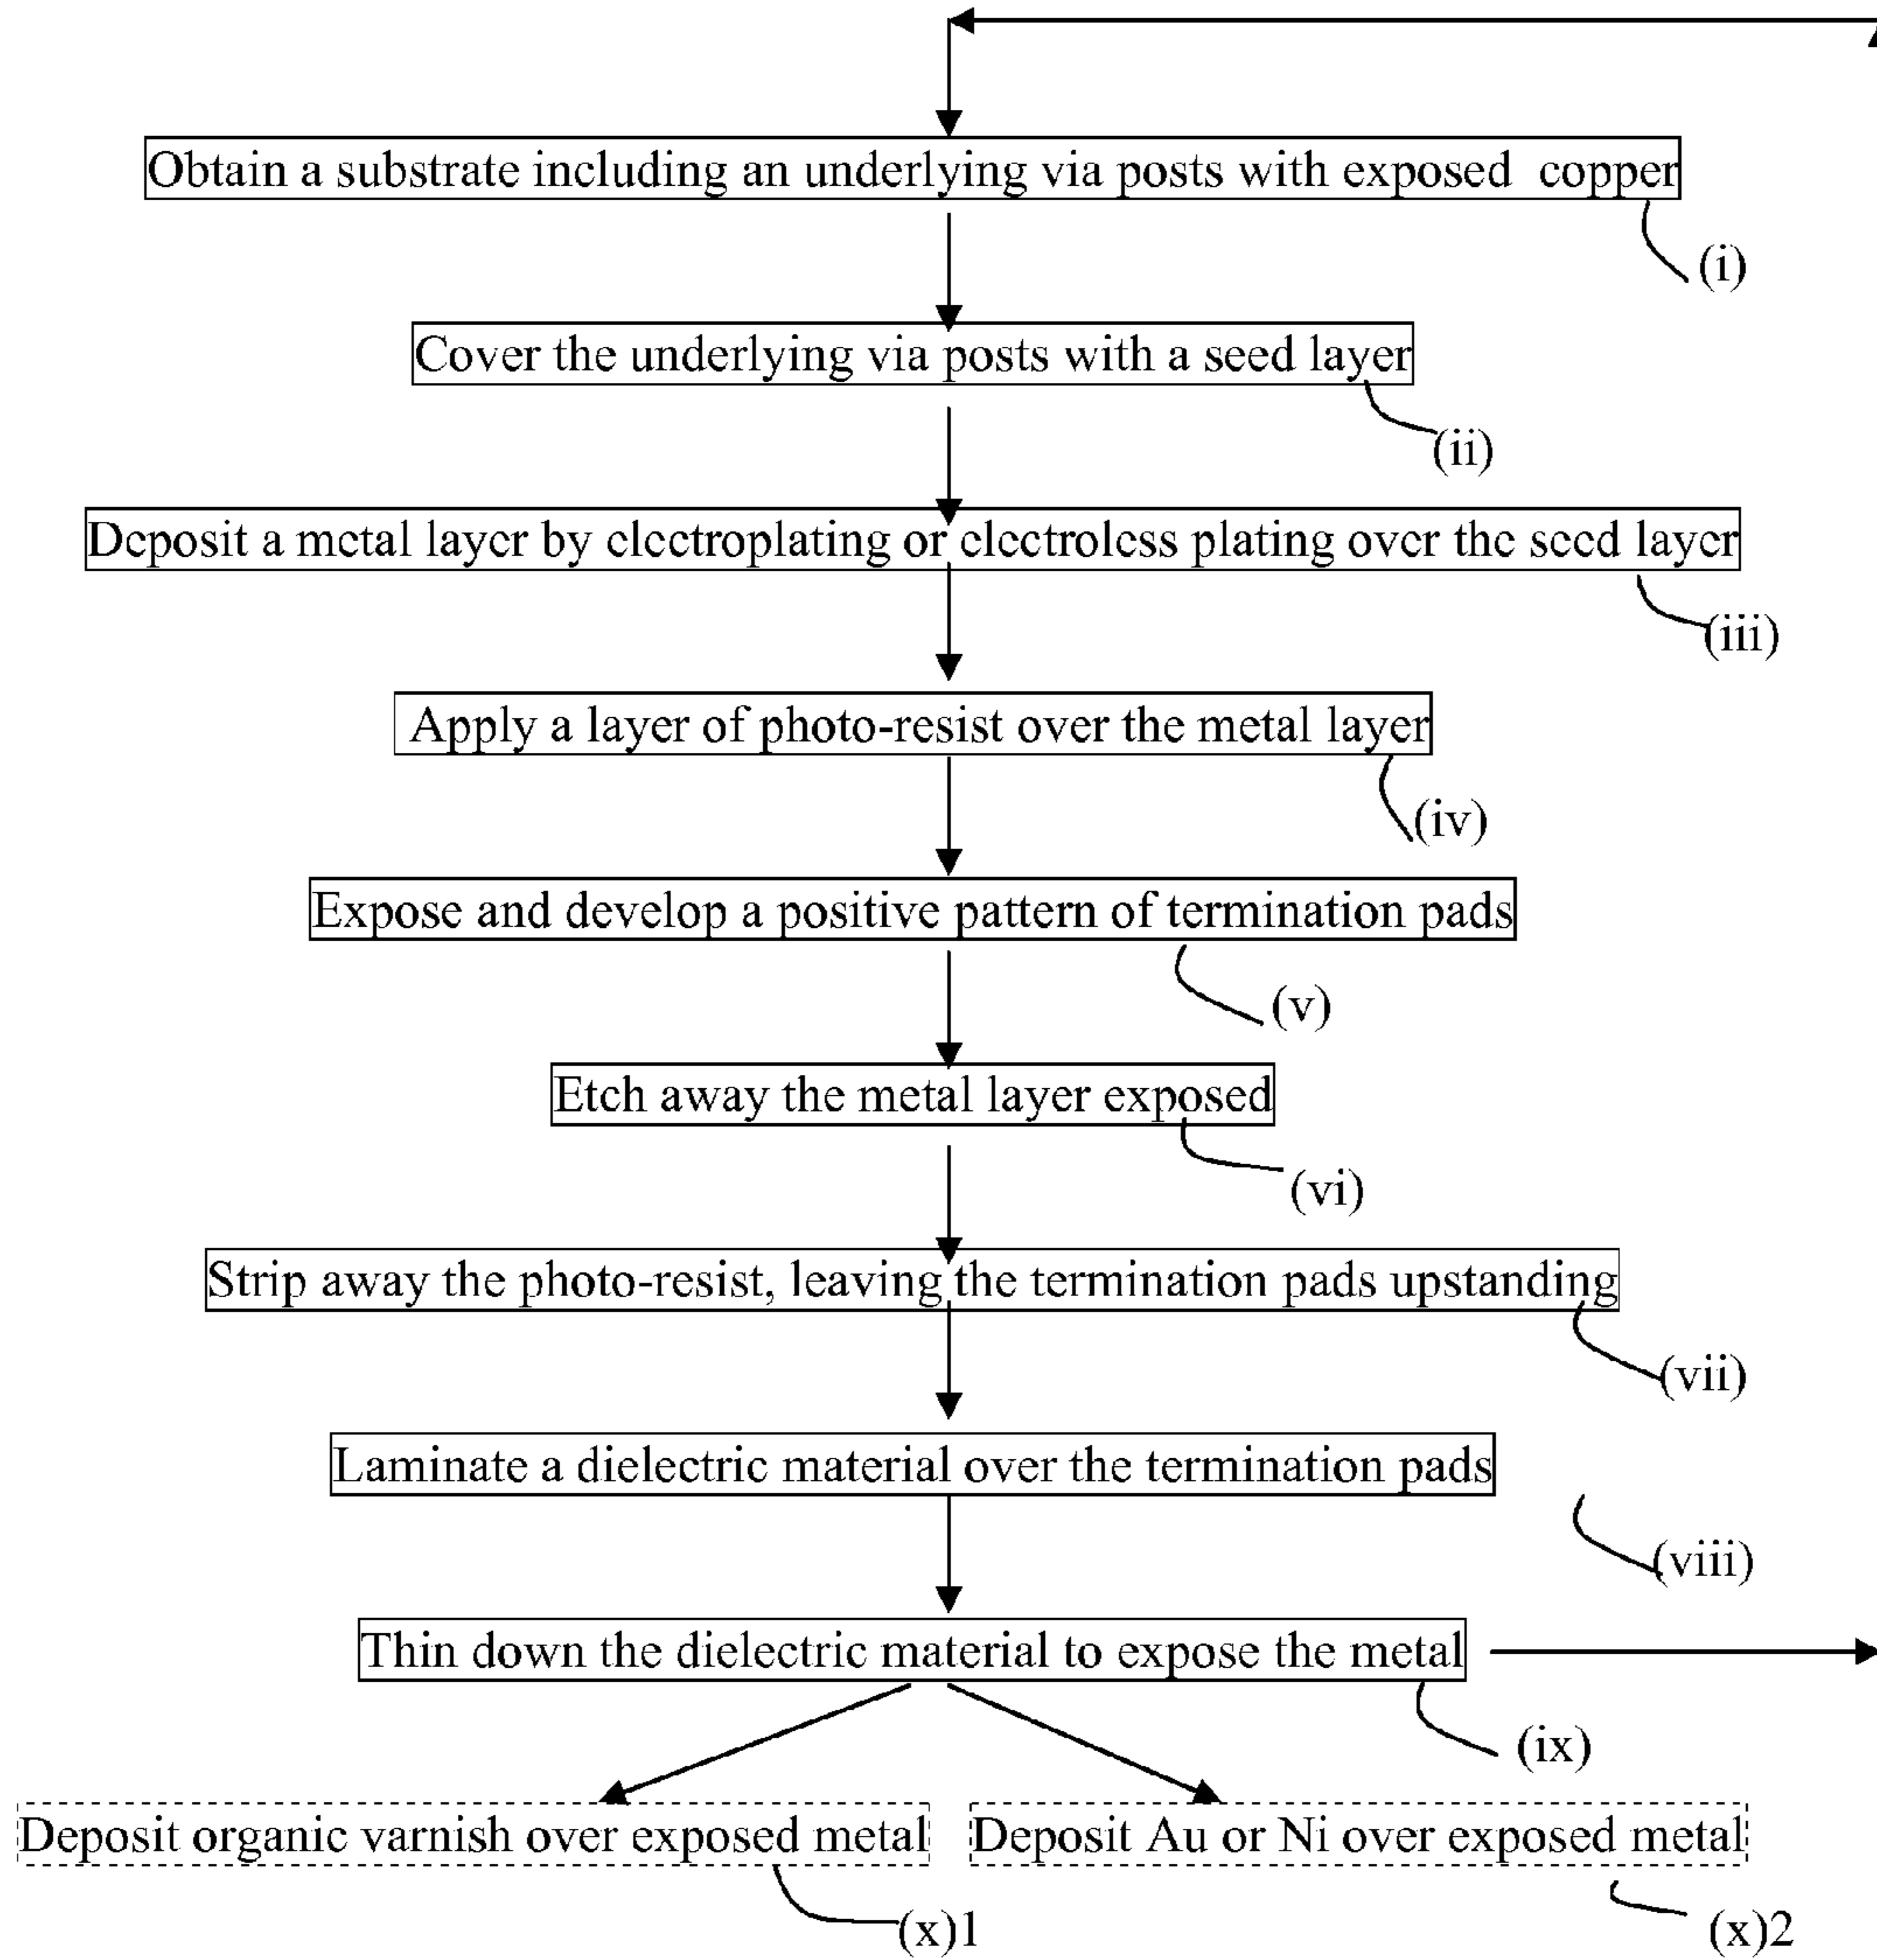 Obtain a substrate including an underlying via posts with exposed copper
(i)
Cover the underlying via posts with a seed layer
(ii)
Deposit a metal layer by electroplating or electroless plating over the seed layer
(iii)
Apply a layer of photo-resist over the metal layer
(iv)
Expose and develop a positive pattern of termination pads
(v)
Etch away the metal layer exposed
(vi)
Strip away the photo-resist, leaving the termination pads upstanding
(vii)
Laminate a dielectric material over the termination pads
(viii)
Thin down the dielectric material to expose the metal
(ix)
Deposit organic varnish over exposed metal
Deposit Au or Ni over exposed metal
(x)1
(x)2